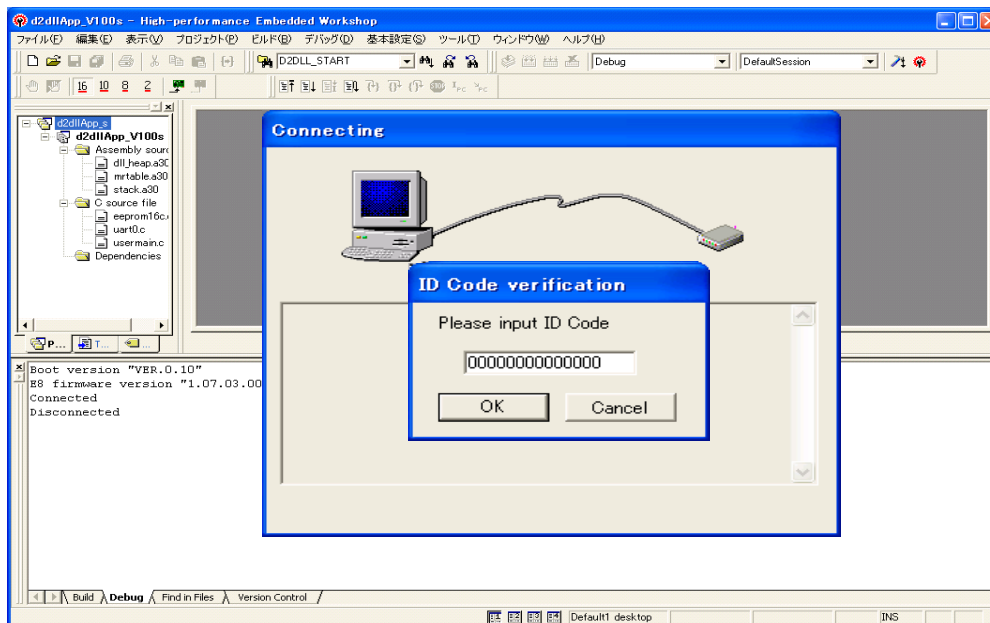 d2dllApp_V100s - High-performance Embedded Workshop
ファイル(F) 編集(E) 表示(V) プロジェクト(P) ビルド(B) デバッグ(D) 基本設定(S) ツール(T) ウィンドウ(W) ヘルプ(H)
D2DLL_START Debug DefaultSession
16 10 8 2
d2dllApp_s
d2dllApp_V100s
Assembly sourc
dll_heap.a30
mrtable.a30
stack.a30
C source file
eeprom16c.
uart0.c
usermain.c
Dependencies
P... T... ...
Connecting
ID Code verification
Please input ID Code
00000000000000
OK Cancel
Boot version "VER.0.10"
E8 firmware version "1.07.03.00
Connected
Disconnected
Build Debug Find in Files Version Control
Default1 desktop INS